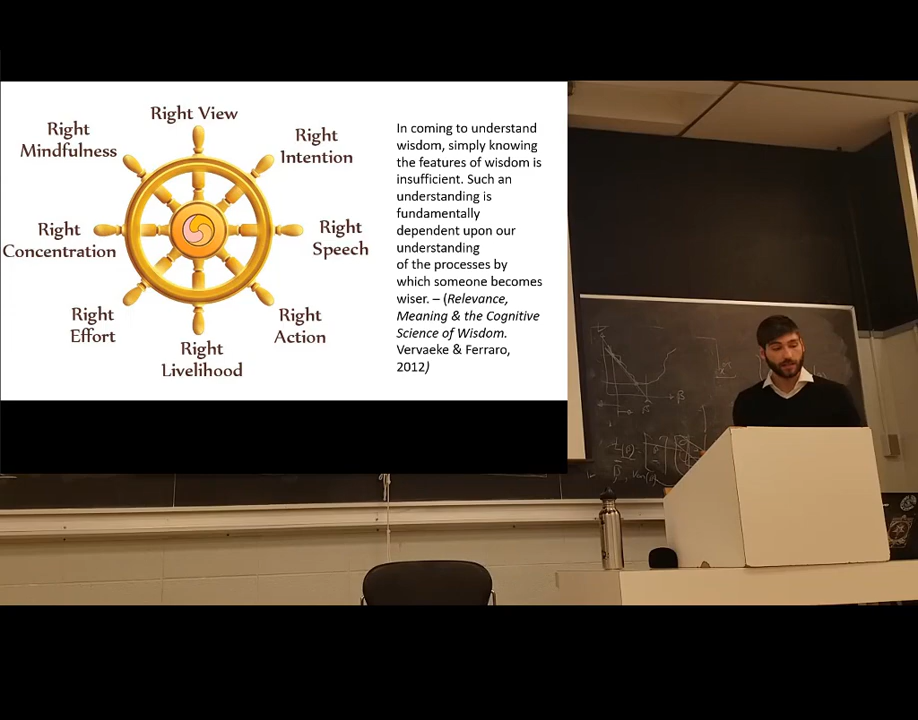 Right View
Right
Mindfulness
Right
Intention
Right
Concentration
Right
Speech
Right
Effort
Right
Action
Right
Livelihood
In coming to understand
wisdom, simply knowing
the features of wisdom is
insufficient. Such an
understanding is
fundamentally
dependent upon our
understanding
of the processes by
which someone becomes
wiser. – (Relevance,
Meaning & the Cognitive
Science of Wisdom.
Vervaeke & Ferraro,
2012)
β